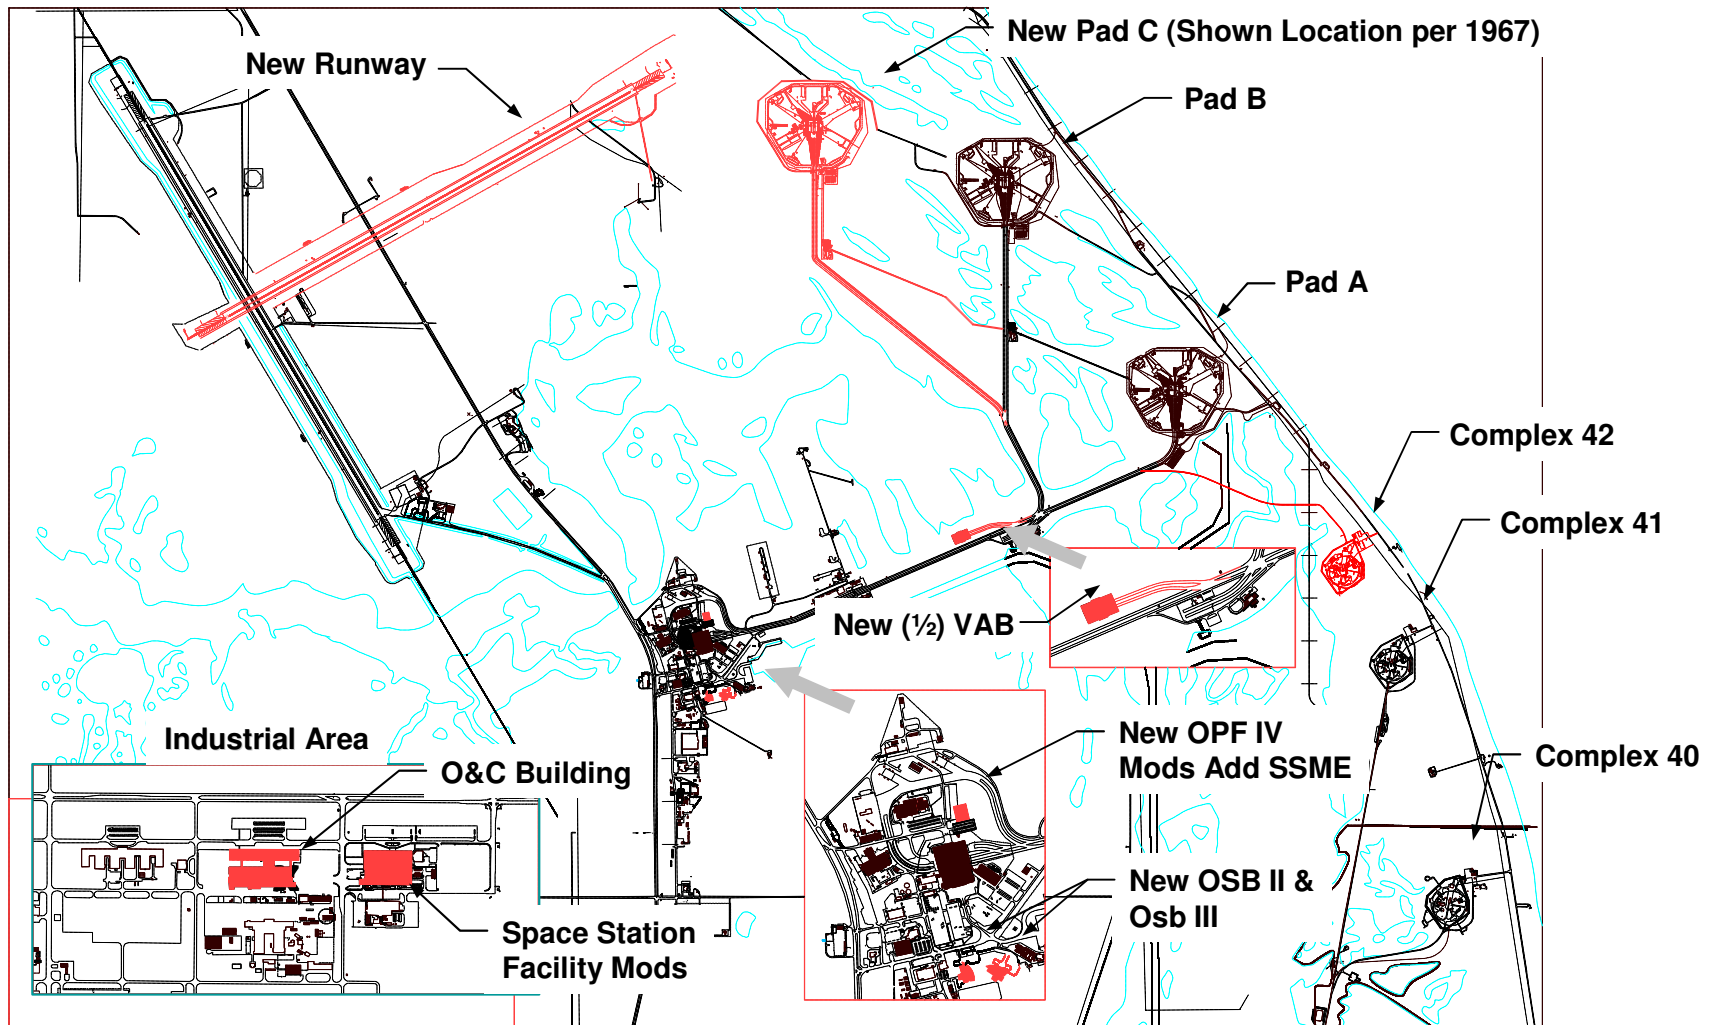 New Pad C (Shown Location per 1967)
New Runway
Pad B
Pad A
Complex 42
Complex 41
New (½) VAB
Industrial Area
O&C Building
New OPF IV
Mods Add SSME
Complex 40
New OSB II &
Osb III
Space Station
Facility Mods